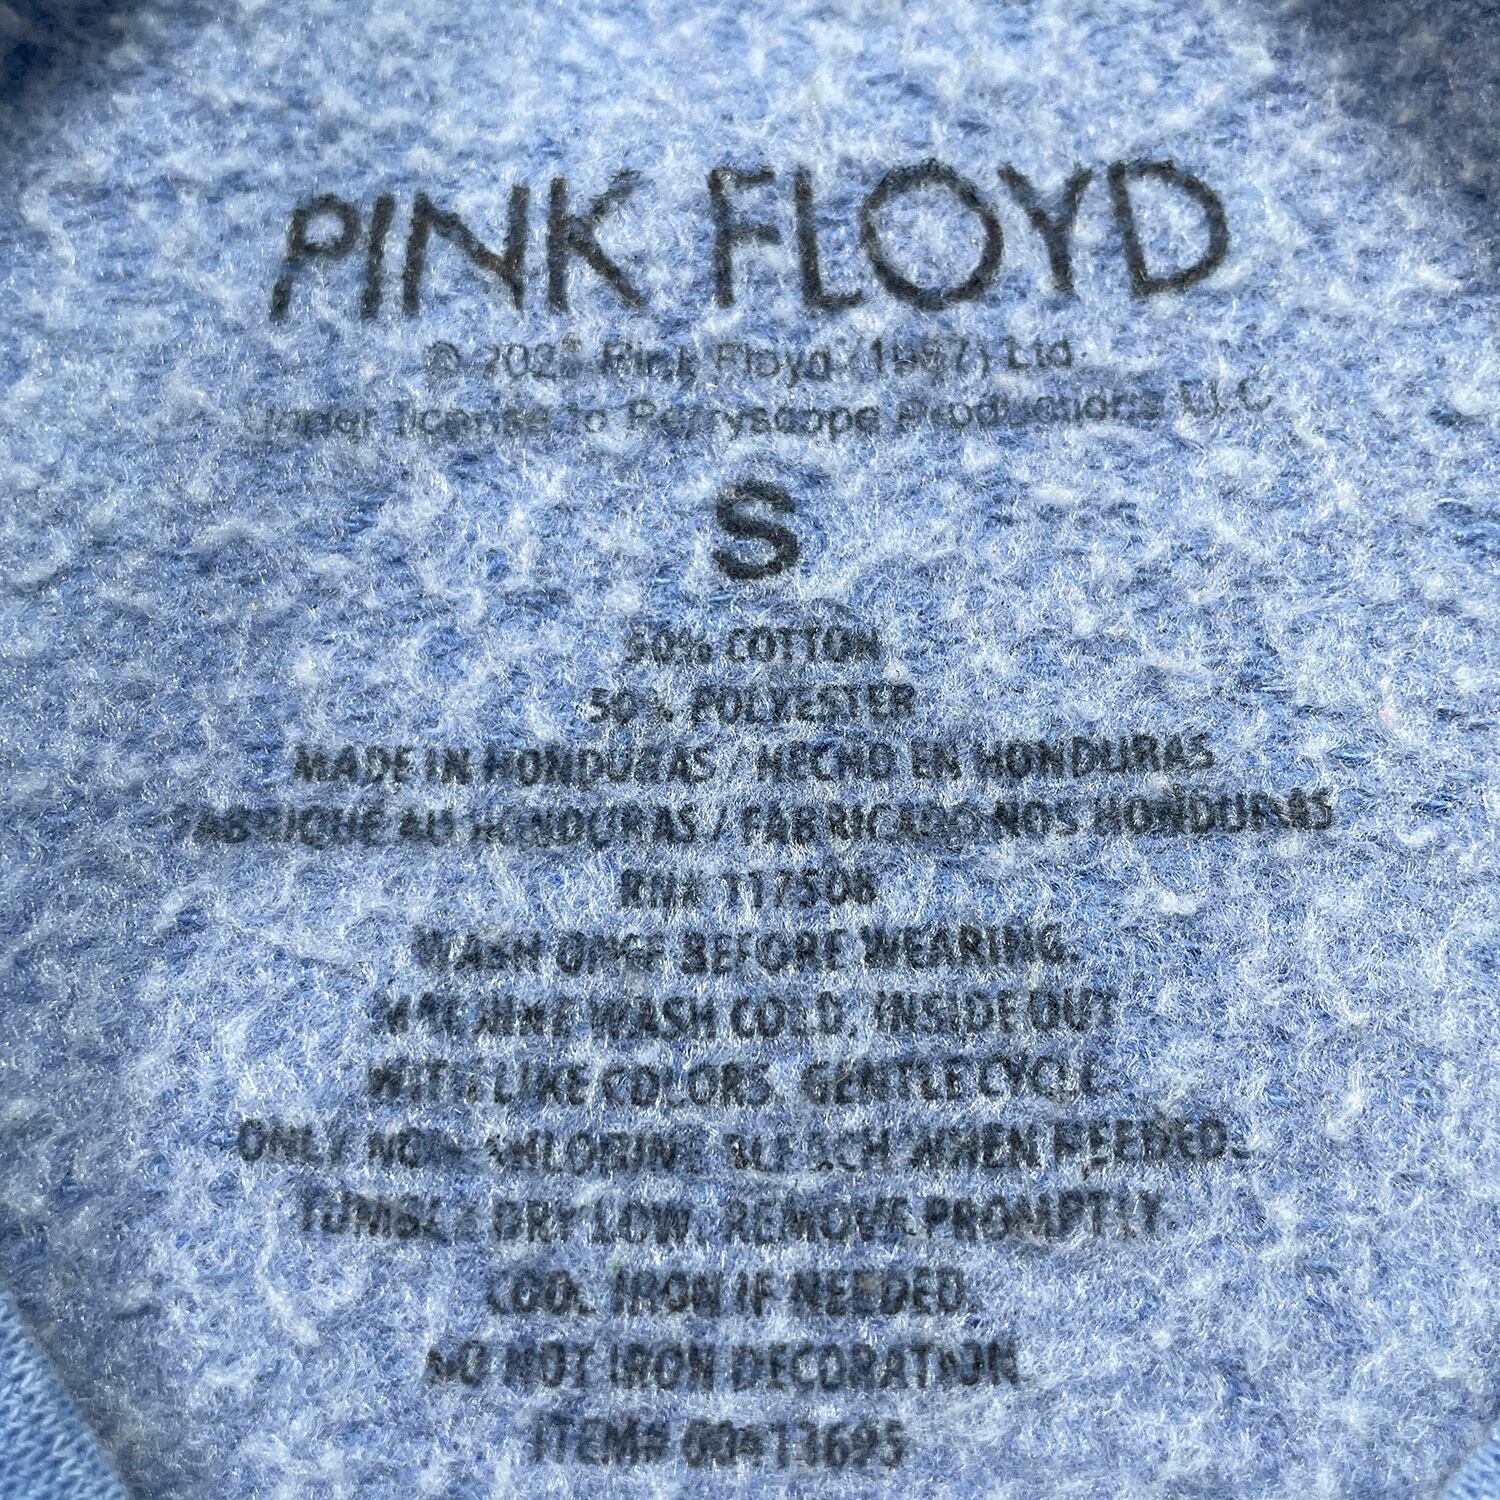 PINK FLOYD
Pink Floyd (1987) Ltd.
Under license to Perryscope Productions LLC
S
50% COTTON
50% POLYESTER
MADE IN HONDURAS / HECHO EN HONDURAS
FABRIQUÉ AU HONDURAS / FABRICADO NOS HONDURAS
RN# 117506
WASH ONCE BEFORE WEARING.
MACHINE WASH COLD, INSIDE OUT
WITH LIKE COLORS, GENTLE CYCLE.
ONLY NON-CHLORINE BLEACH WHEN NEEDED.
TUMBLE DRY LOW. REMOVE PROMPTLY.
COOL IRON IF NEEDED.
DO NOT IRON DECORATION.
ITEM#